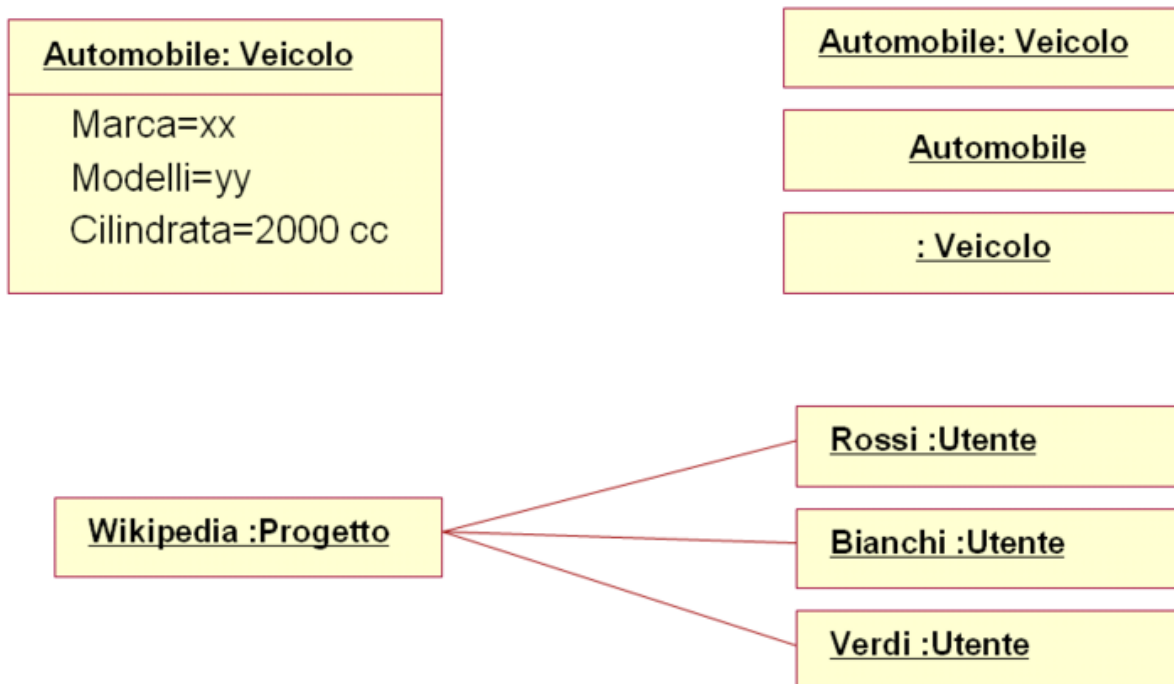 Automobile: Veicolo
Marca=xx
Modelli=yy
Cilindrata=2000 cc
Automobile: Veicolo
Automobile
: Veicolo
Wikipedia :Progetto
Rossi :Utente
Bianchi :Utente
Verdi :Utente